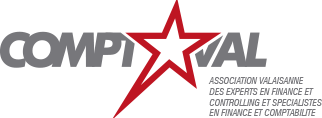 COMPTAVAL
ASSOCIATION VALAISANNE
DES EXPERTS EN FINANCE ET
CONTROLLING ET SPECIALISTES
EN FINANCE ET COMPTABILITE